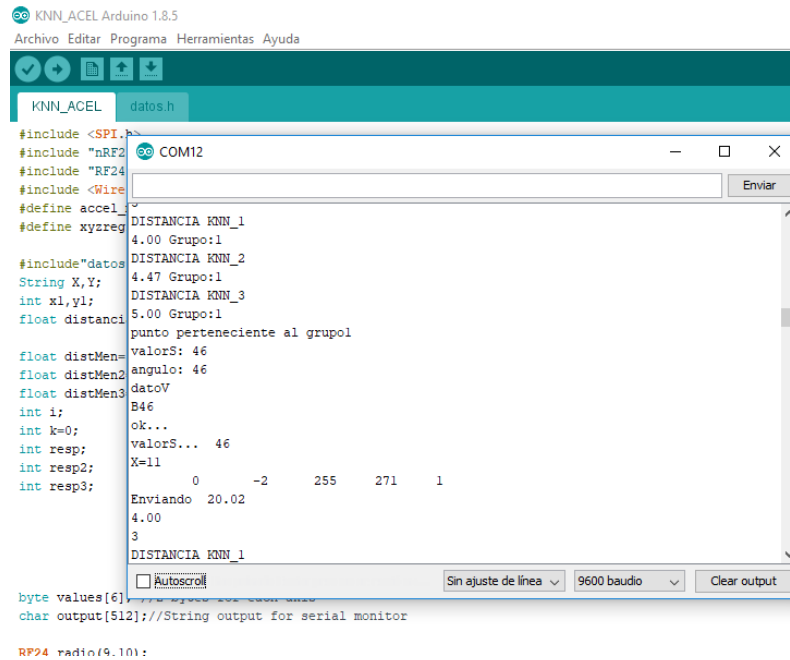 KNN_ACEL Arduino 1.8.5
Archivo Editar Programa Herramientas Ayuda
KNN_ACEL datos.h
#include <SPI.h>
#include "nRF2
#include "RF24
#include <Wire
#define accel_
#define xyzreg
#include"datos
String X,Y;
int x1,y1;
float distanci
float distMen=
float distMen2
float distMen3
int i;
int k=0;
int resp;
int resp2;
int resp3;
COM12
Enviar
DISTANCIA KNN_1
4.00 Grupo:1
DISTANCIA KNN_2
4.47 Grupo:1
DISTANCIA KNN_3
5.00 Grupo:1
punto perteneciente al grupo1
valorS: 46
angulo: 46
datoV
B46
ok...
valorS... 46
X=11
0 -2 255 271 1
Enviando 20.02
4.00
3
DISTANCIA KNN_1
Autoscroll Sin ajuste de línea 9600 baudio Clear output
byte values[6];
char output[512];//String output for serial monitor
RF24 radio(9,10);